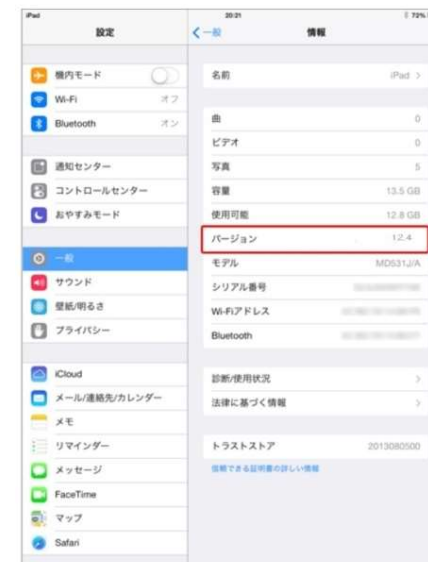 iPad
20:21
72%
設定
一般
情報
機内モード
Wi-Fi オフ
Bluetooth オン
通知センター
コントロールセンター
おやすみモード
一般
サウンド
壁紙/明るさ
プライバシー
iCloud
メール/連絡先/カレンダー
メモ
リマインダー
メッセージ
FaceTime
マップ
Safari
名前 iPad
曲 0
ビデオ 0
写真 5
容量 13.5 GB
使用可能 12.8 GB
バージョン 12.4
モデル MD531J/A
シリアル番号
Wi-Fiアドレス
Bluetooth
診断/使用状況
法律に基づく情報
トラストストア 2013080500
信頼できる証明書の詳しい情報